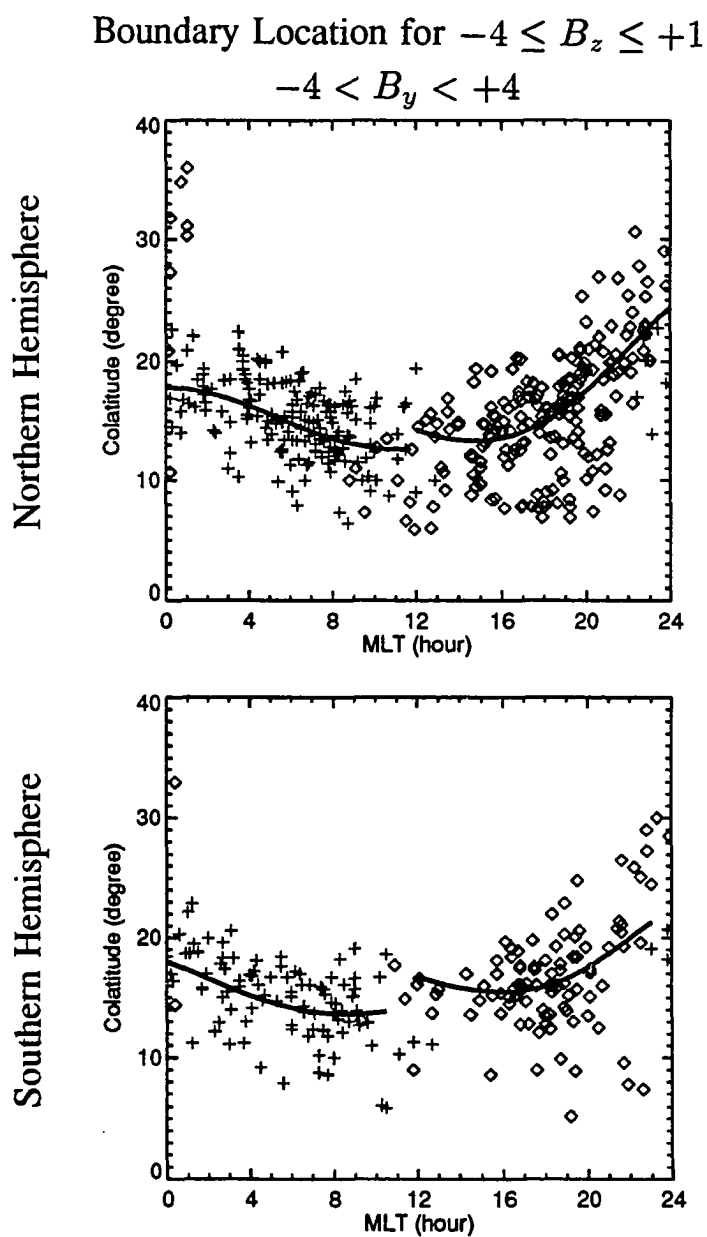 Boundary Location for −4 ≤ B_z ≤ +1
−4 < B_y < +4
Northern Hemisphere
Colatitude (degree)
40
30
20
10
0
0 4 8 12 16 20 24
MLT (hour)
Southern Hemisphere
Colatitude (degree)
40
30
20
10
0
0 4 8 12 16 20 24
MLT (hour)